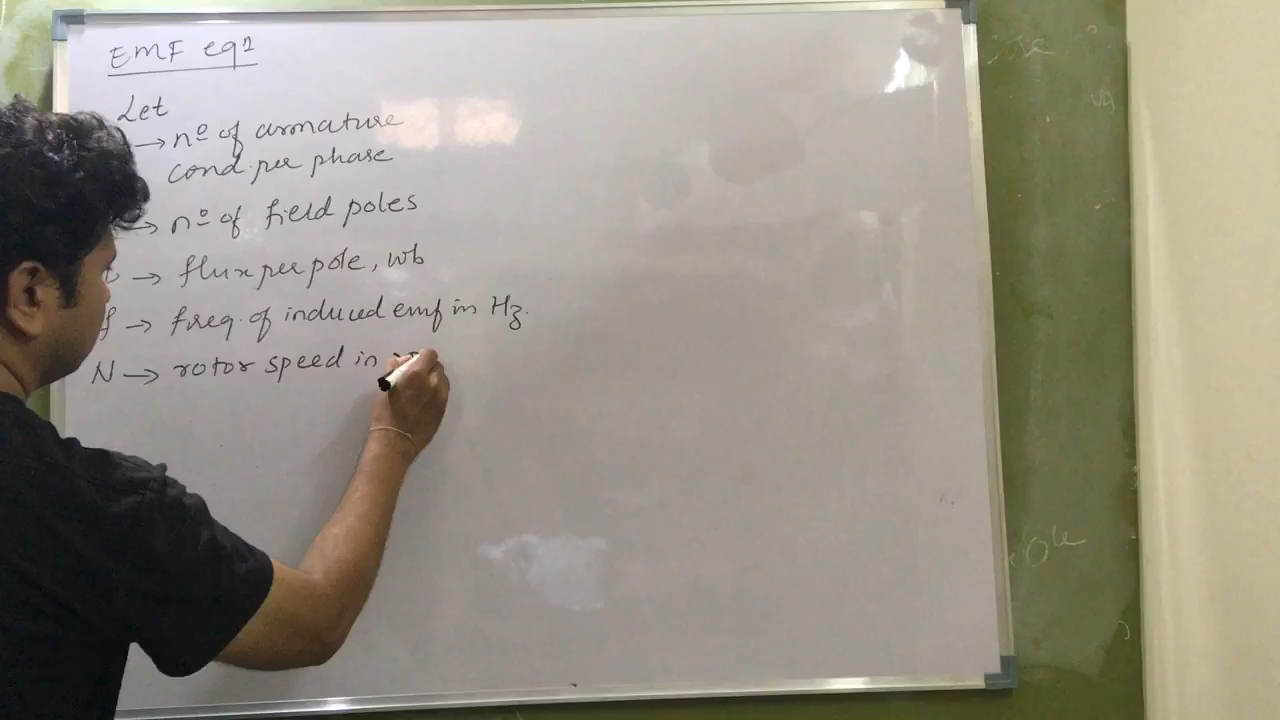 EMF eqn
Let
→ nº of armature
cond. per phase
→ nº of field poles
→ flux per pole, wb
f → freq. of induced emf in Hz.
N → rotor speed in